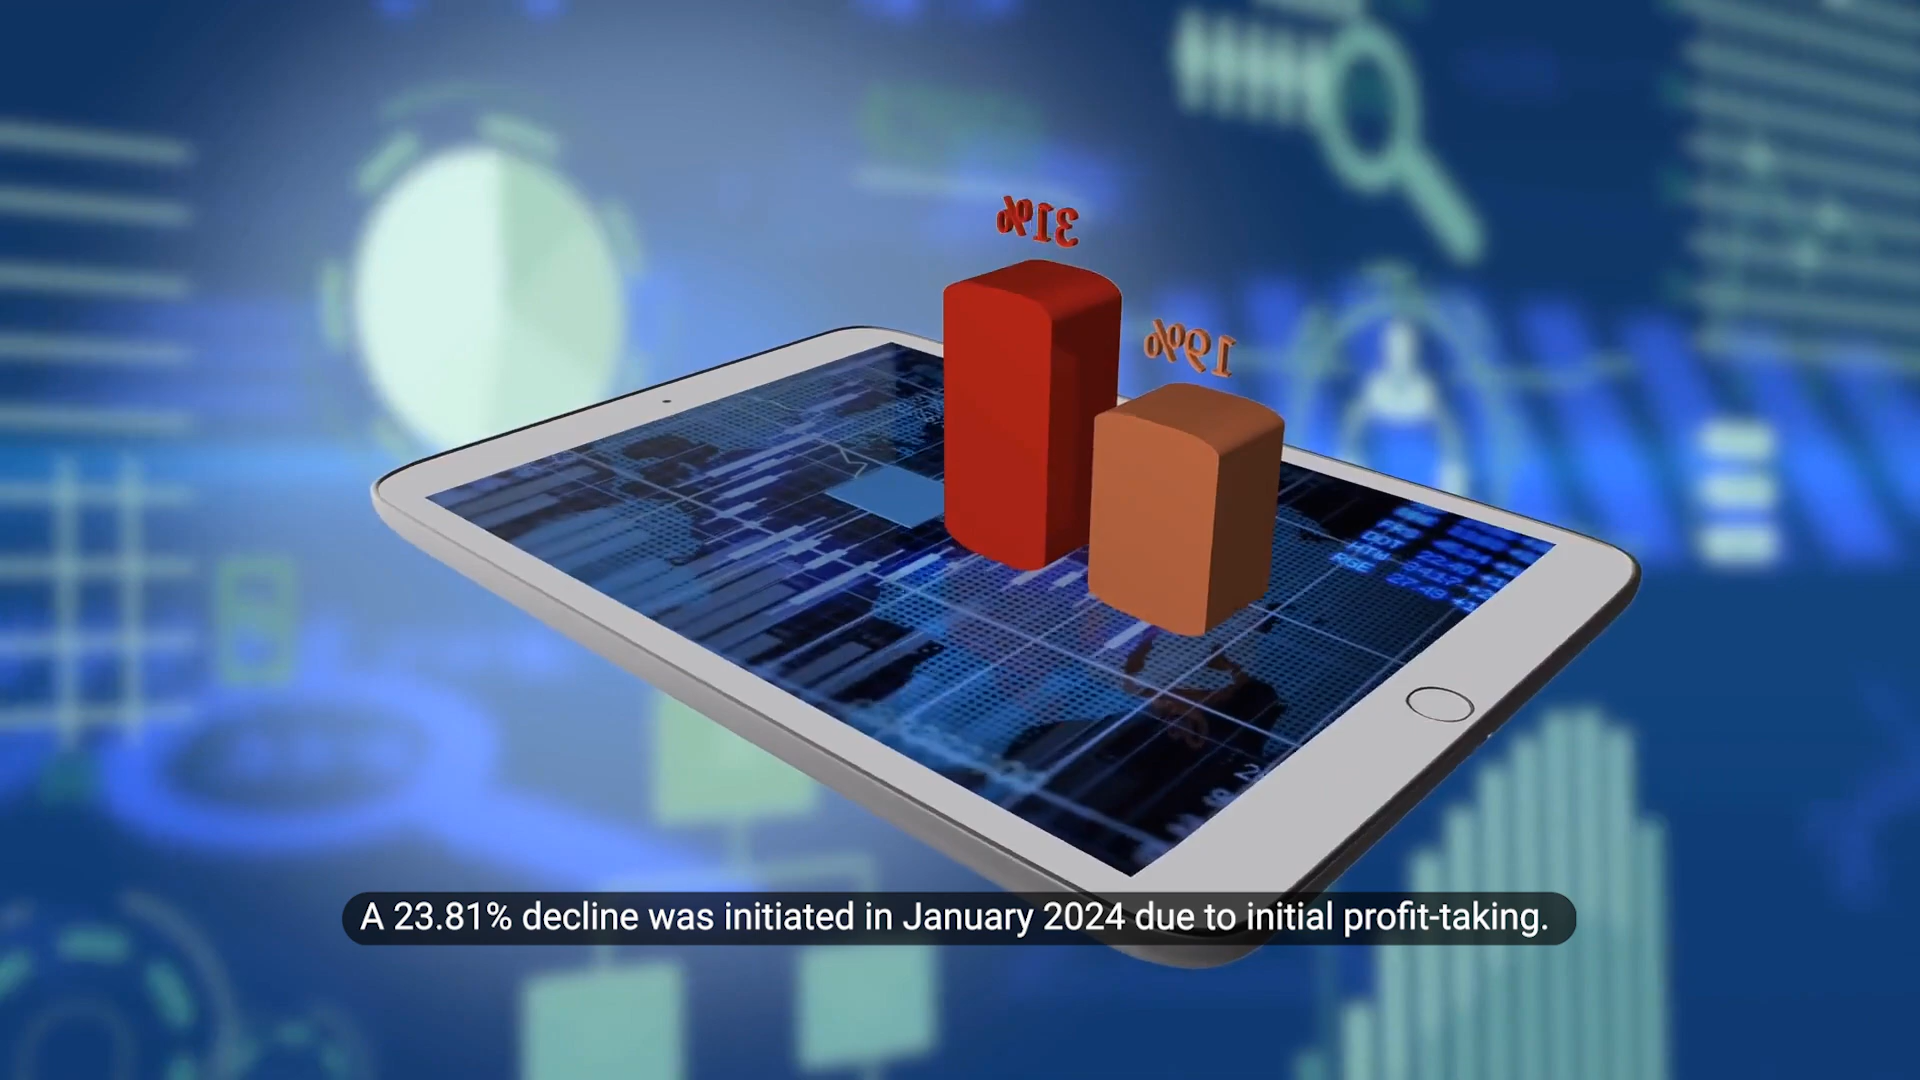 31%
19%
A 23.81% decline was initiated in January 2024 due to initial profit-taking.